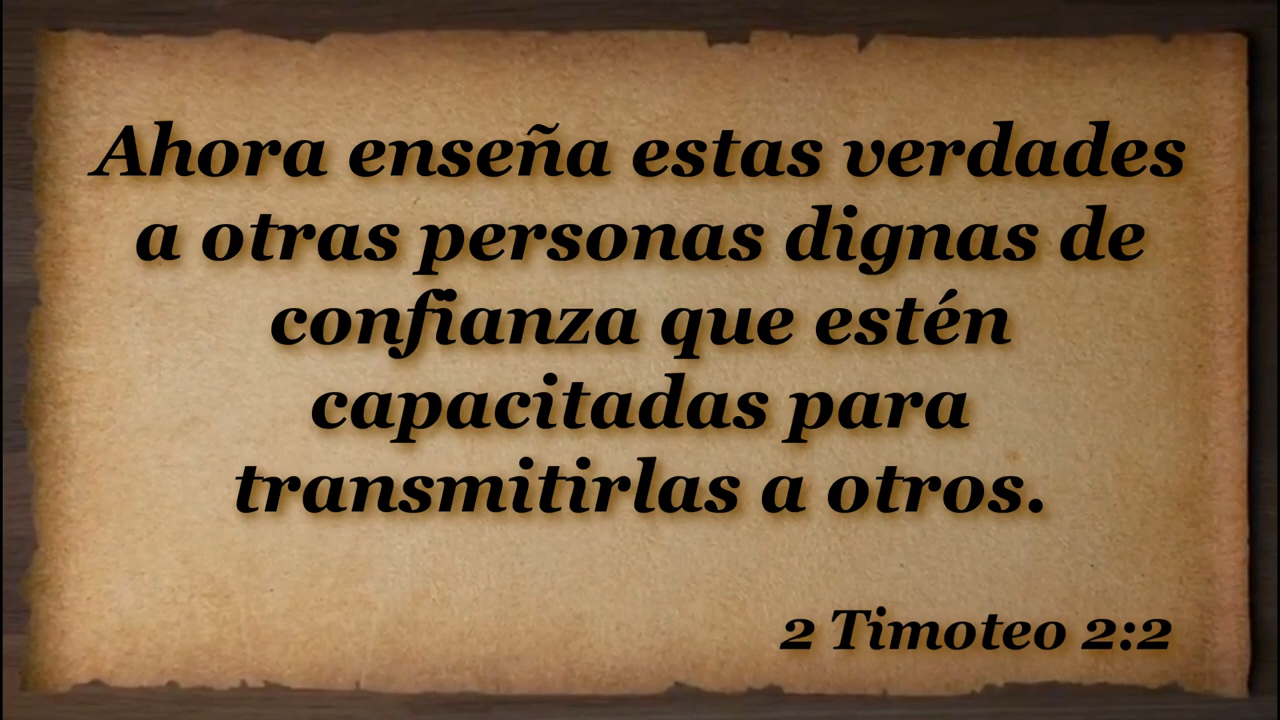 Ahora enseña estas verdades
a otras personas dignas de
confianza que estén
capacitadas para
transmitirlas a otros.
2 Timoteo 2:2